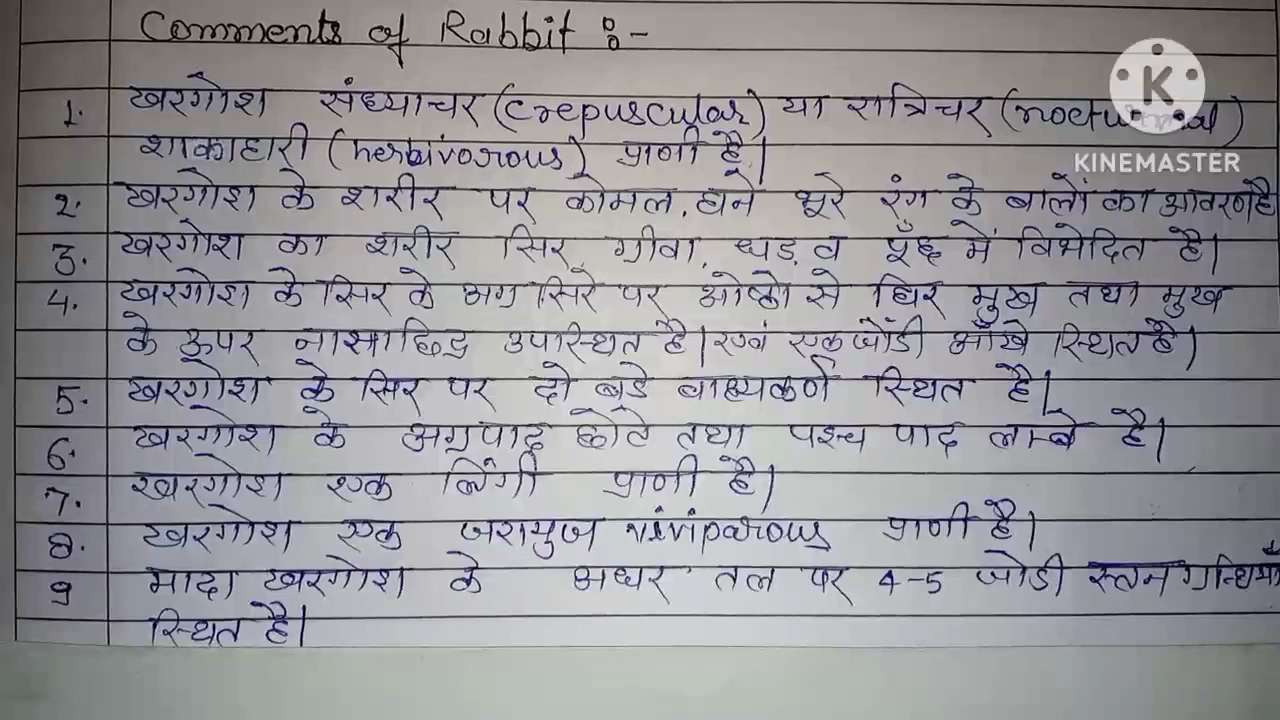 Comments of Rabbit :-
1. खरगोश संध्याचर (crepuscular) या रात्रिचर (nocturnal)
शाकाहारी (herbivorous) प्राणी है।
2. खरगोश के शरीर पर कोमल, घने भूरे रंग के बालों का आवरण है
3. खरगोश का शरीर सिर, ग्रीवा, धड़ व पूँछ में विभेदित है।
4. खरगोश के सिर के अग्र सिरे पर ओष्ठो से घिर मुख तथा मुख
के ऊपर नासाछिद्र उपस्थित है। एवं एक जोडी आँखे स्थित है।
5. खरगोश के सिर पर दो बडे बाह्यकर्ण स्थित है।
6. खरगोश के अग्रपाद छोटे तथा पश्च पाद लम्बे है।
7. खरगोश एक लिंगी प्राणी है।
8. खरगोश एक जरायुज viviparous प्राणी है।
9 मादा खरगोश के अधर तल पर 4-5 जोडी स्तन ग्रन्थियाँ
स्थित है।
K
KINEMASTER